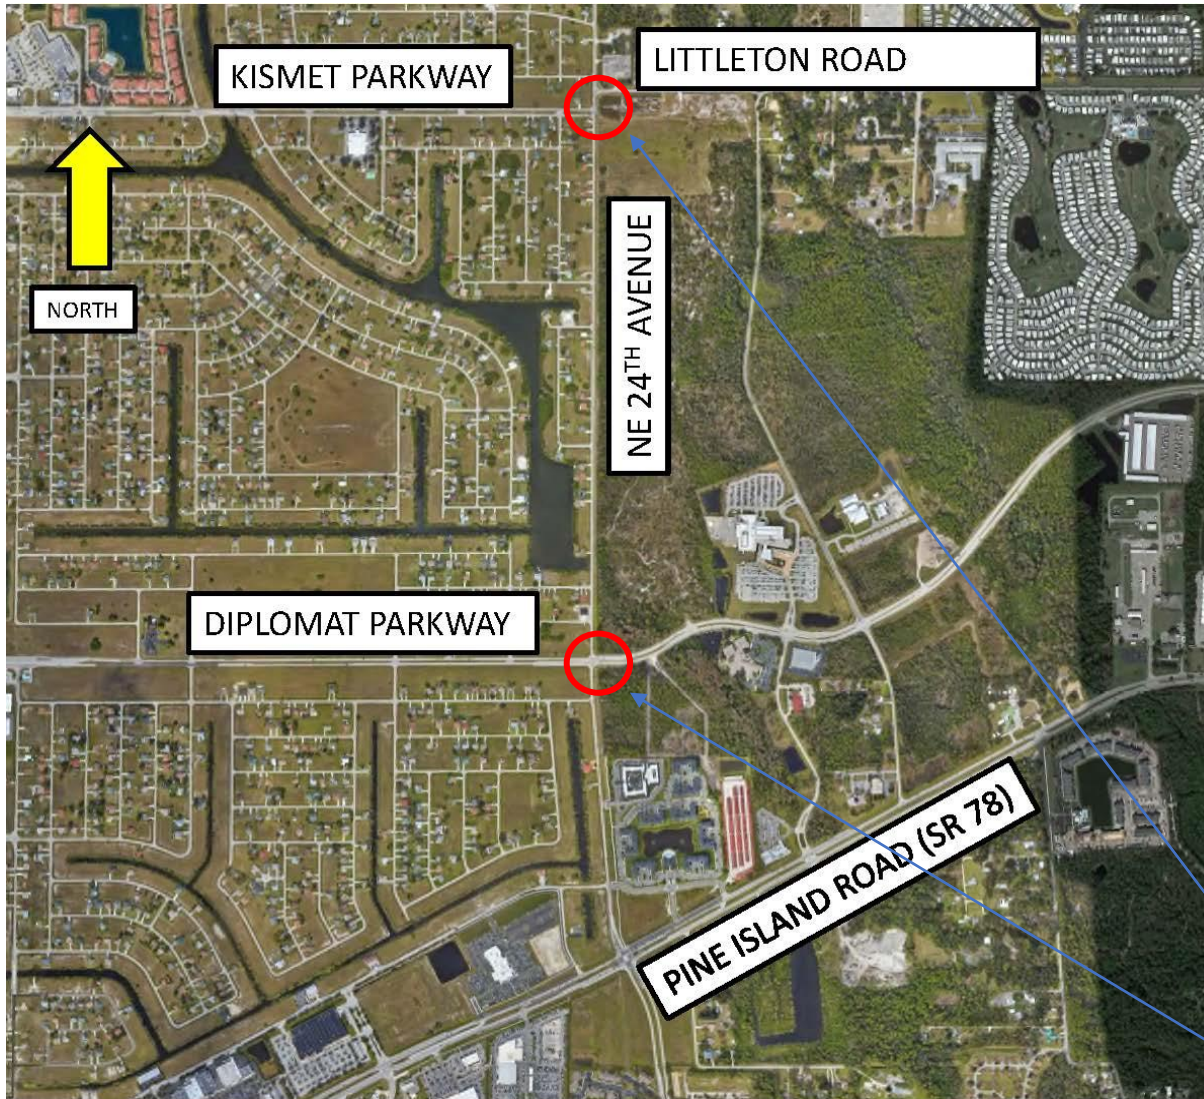 KISMET PARKWAY
LITTLETON ROAD
NORTH
NE 24TH AVENUE
DIPLOMAT PARKWAY
PINE ISLAND ROAD (SR 78)